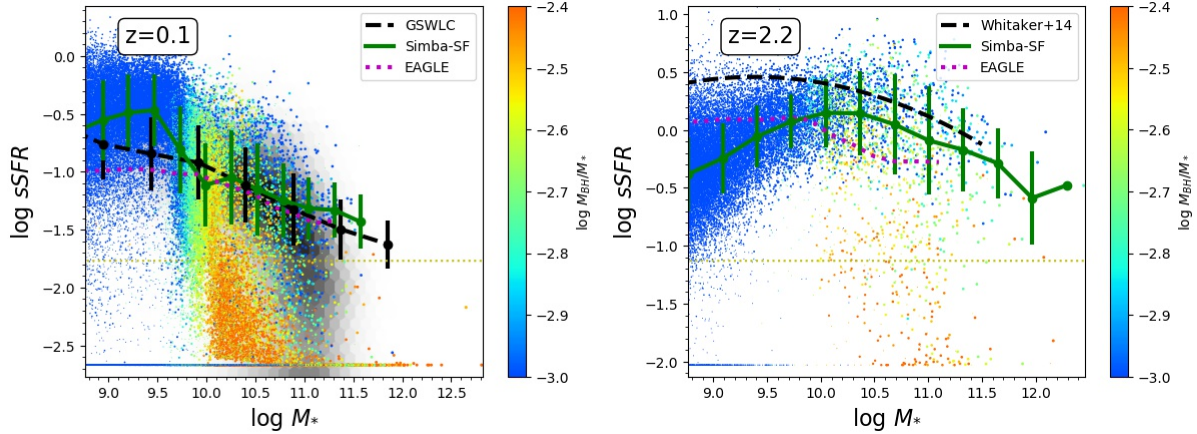 z=0.1
GSWLC
Simba-SF
EAGLE
log sSFR
0.0
−0.5
−1.0
−1.5
−2.0
−2.5
9.0 9.5 10.0 10.5 11.0 11.5 12.0 12.5
log M*
−2.4
−2.5
−2.6
−2.7
−2.8
−2.9
−3.0
log M_BH/M*
z=2.2
Whitaker+14
Simba-SF
EAGLE
log sSFR
1.0
0.5
0.0
−0.5
−1.0
−1.5
−2.0
9.0 9.5 10.0 10.5 11.0 11.5 12.0
log M*
−2.4
−2.5
−2.6
−2.7
−2.8
−2.9
−3.0
log M_BH/M*